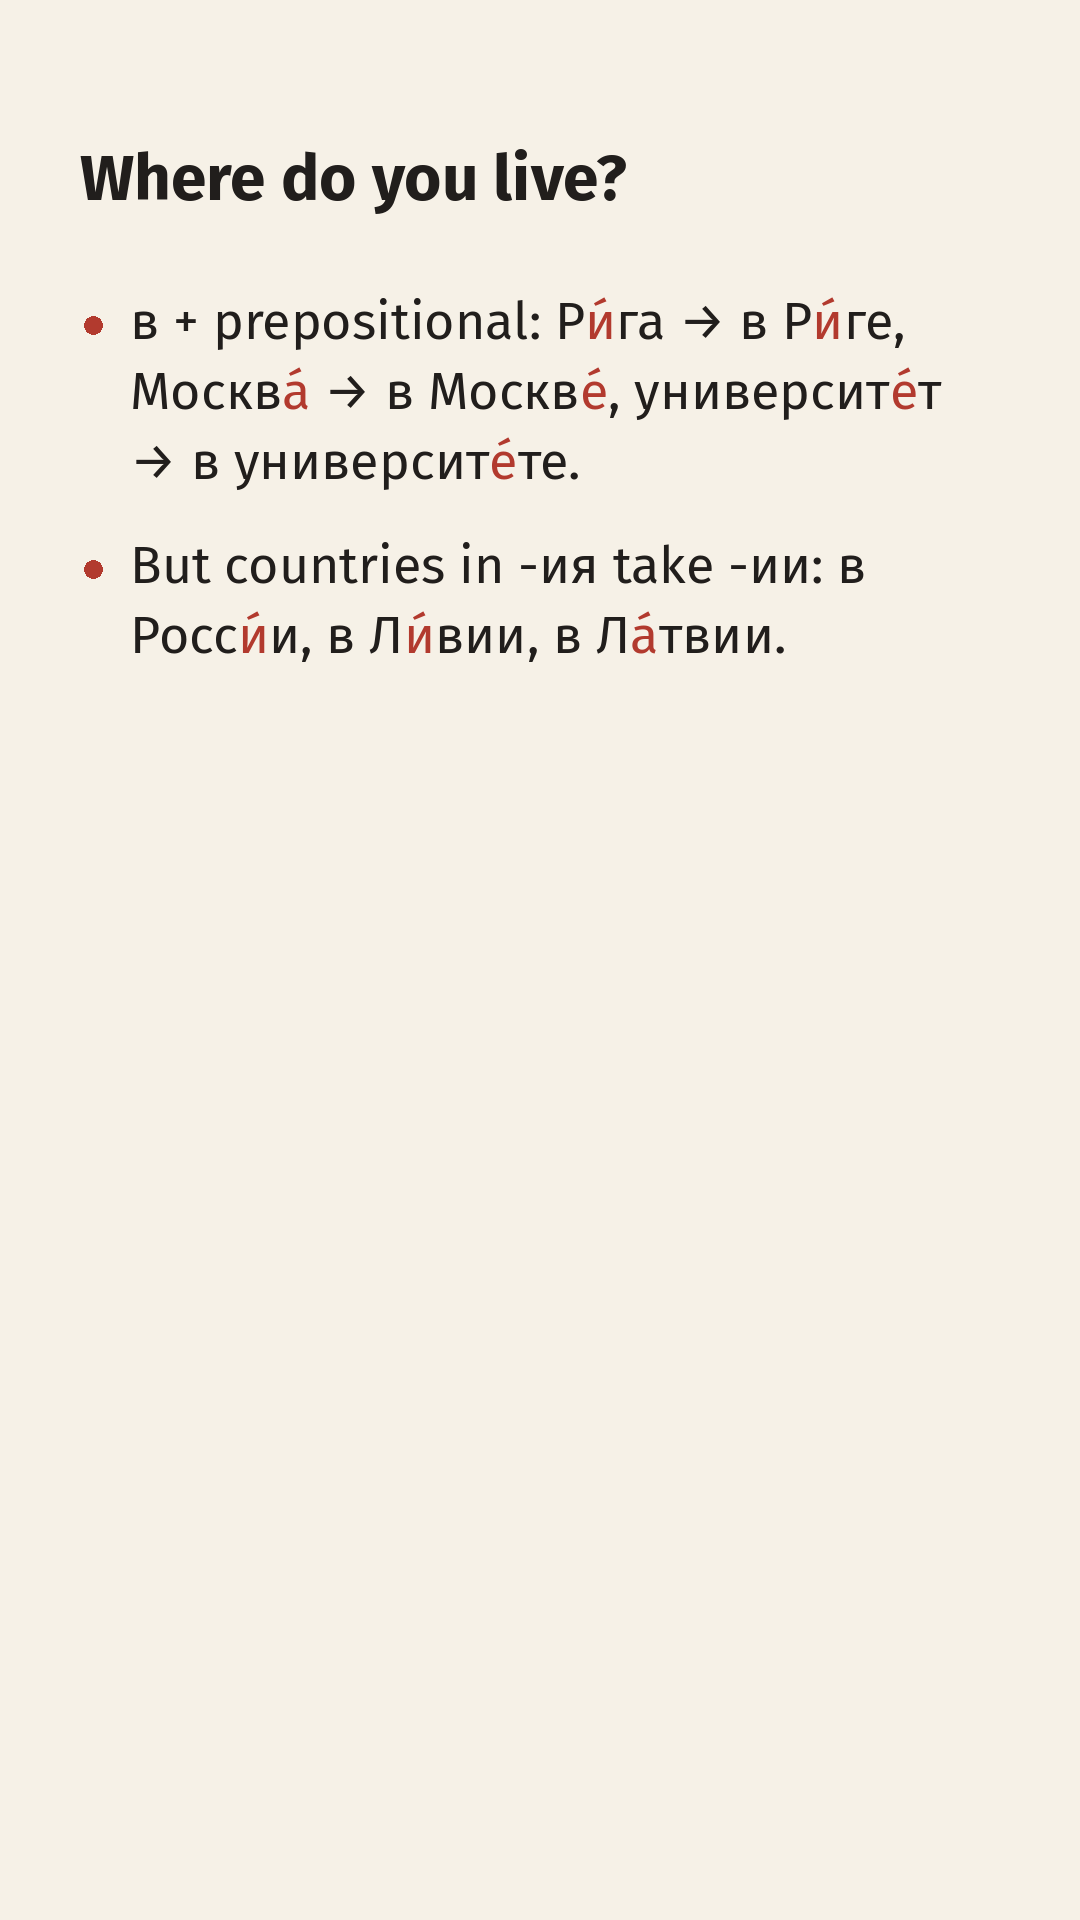 Where do you live?
• в + prepositional: Ри́га → в Ри́ге,
Москва́ → в Москве́, университе́т
→ в университе́те.
• But countries in -ия take -ии: в
Росси́и, в Ли́вии, в Ла́твии.